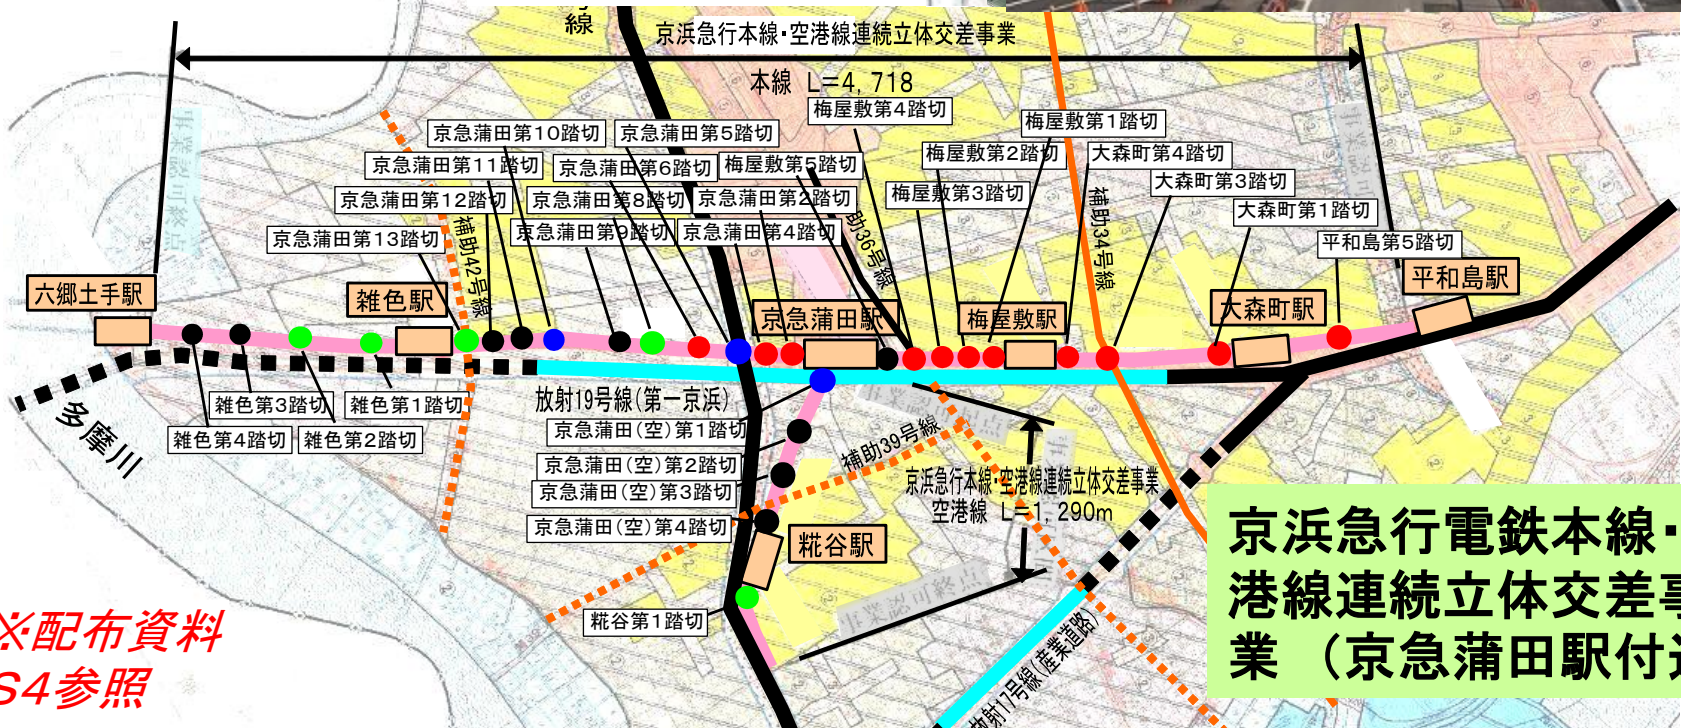 線
京浜急行本線・空港線連続立体交差事業
本線 L=4,718
梅屋敷第4踏切
京急蒲田第10踏切
京急蒲田第5踏切
梅屋敷第1踏切
京急蒲田第11踏切
京急蒲田第6踏切
梅屋敷第5踏切
梅屋敷第2踏切
大森町第4踏切
京急蒲田第12踏切
京急蒲田第8踏切
京急蒲田第2踏切
梅屋敷第3踏切
大森町第3踏切
京急蒲田第13踏切
京急蒲田第9踏切
京急蒲田第4踏切
大森町第1踏切
平和島第5踏切
補助42号線
助36号線
補助34号線
六郷土手駅
雑色駅
京急蒲田駅
梅屋敷駅
大森町駅
平和島駅
雑色第3踏切
雑色第1踏切
雑色第4踏切
雑色第2踏切
多摩川
放射19号線(第一京浜)
京急蒲田(空)第1踏切
京急蒲田(空)第2踏切
京急蒲田(空)第3踏切
京急蒲田(空)第4踏切
補助39号線
京浜急行本線・空港線連続立体交差事業
空港線 L=1,290m
糀谷駅
糀谷第1踏切
事業認可終点
放射17号線(産業道路)
※配布資料
S4参照
京浜急行電鉄本線・
港線連続立体交差事
業 (京急蒲田駅付近